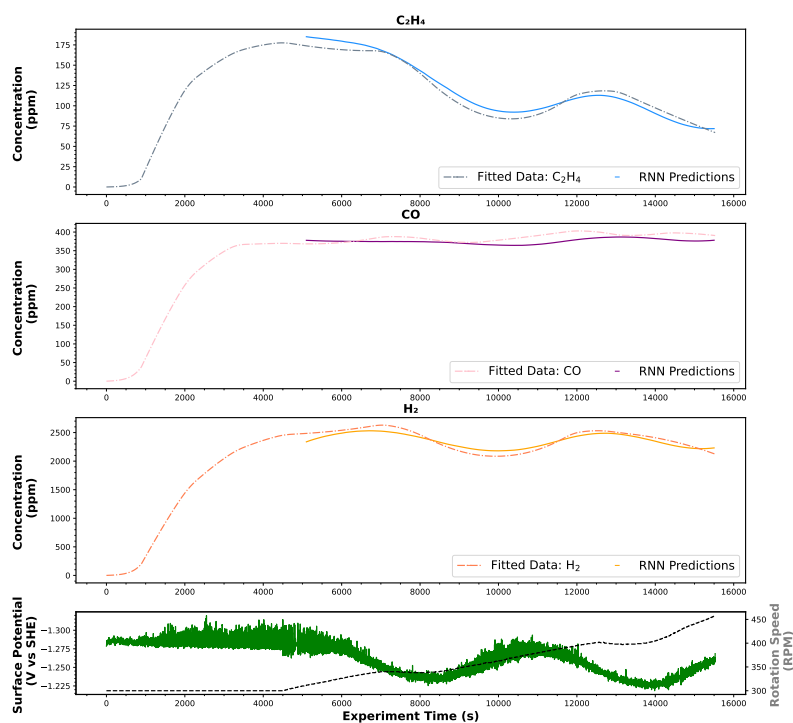 C₂H₄
Concentration
(ppm)
175
150
125
100
75
50
25
0
Fitted Data: C₂H₄
RNN Predictions
0 2000 4000 6000 8000 10000 12000 14000 16000
CO
Concentration
(ppm)
400
350
300
250
200
150
100
50
0
Fitted Data: CO
RNN Predictions
0 2000 4000 6000 8000 10000 12000 14000 16000
H₂
Concentration
(ppm)
2500
2000
1500
1000
500
0
Fitted Data: H₂
RNN Predictions
0 2000 4000 6000 8000 10000 12000 14000 16000
Surface Potential
(V vs SHE)
−1.300
−1.275
−1.250
−1.225
450
400
350
300
Rotation Speed
(RPM)
0 2000 4000 6000 8000 10000 12000 14000 16000
Experiment Time (s)